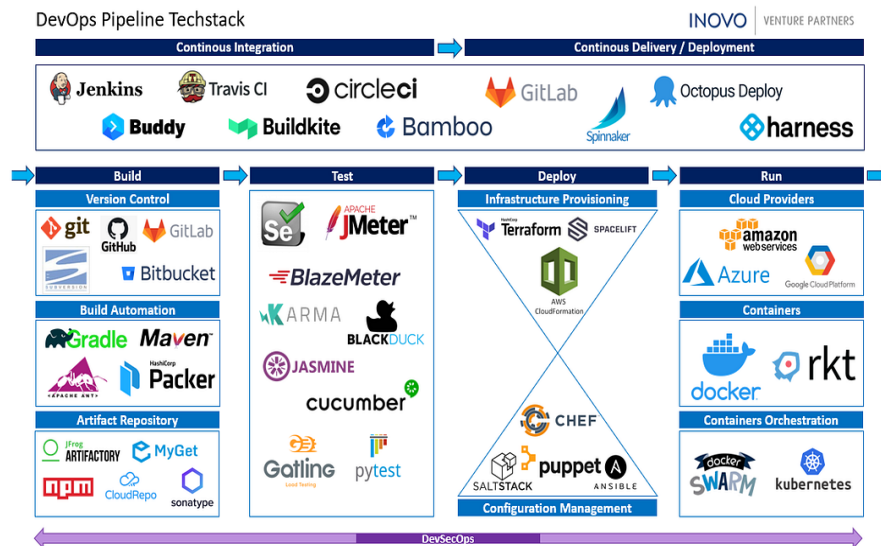 DevOps Pipeline Techstack
INOVO VENTURE PARTNERS
Continous Integration
Continous Delivery / Deployment
Jenkins
Travis CI
circleci
GitLab
Octopus Deploy
Buddy
Buildkite
Bamboo
Spinnaker
harness
Build
Test
Deploy
Run
Version Control
git
GitHub
GitLab
SUBVERSION
Bitbucket
Build Automation
Gradle
Maven™
APACHE ANT
HashiCorp
Packer
Artifact Repository
JFrog
ARTIFACTORY
MyGet
npm
CloudRepo
sonatype
Se
APACHE
JMeter™
BLAZEMETER
KARMA
BLACKDUCK
JASMINE
cucumber
Gatling
Load Testing
pytest
Infrastructure Provisioning
HashiCorp
Terraform
SPACELIFT
AWS
CloudFormation
CHEF
SALTSTACK
puppet
A
ANSIBLE
Configuration Management
Cloud Providers
amazon
webservices
Azure
Google Cloud Platform
Containers
docker
rkt
Containers Orchestration
docker
SWARM
kubernetes
DevSecOps